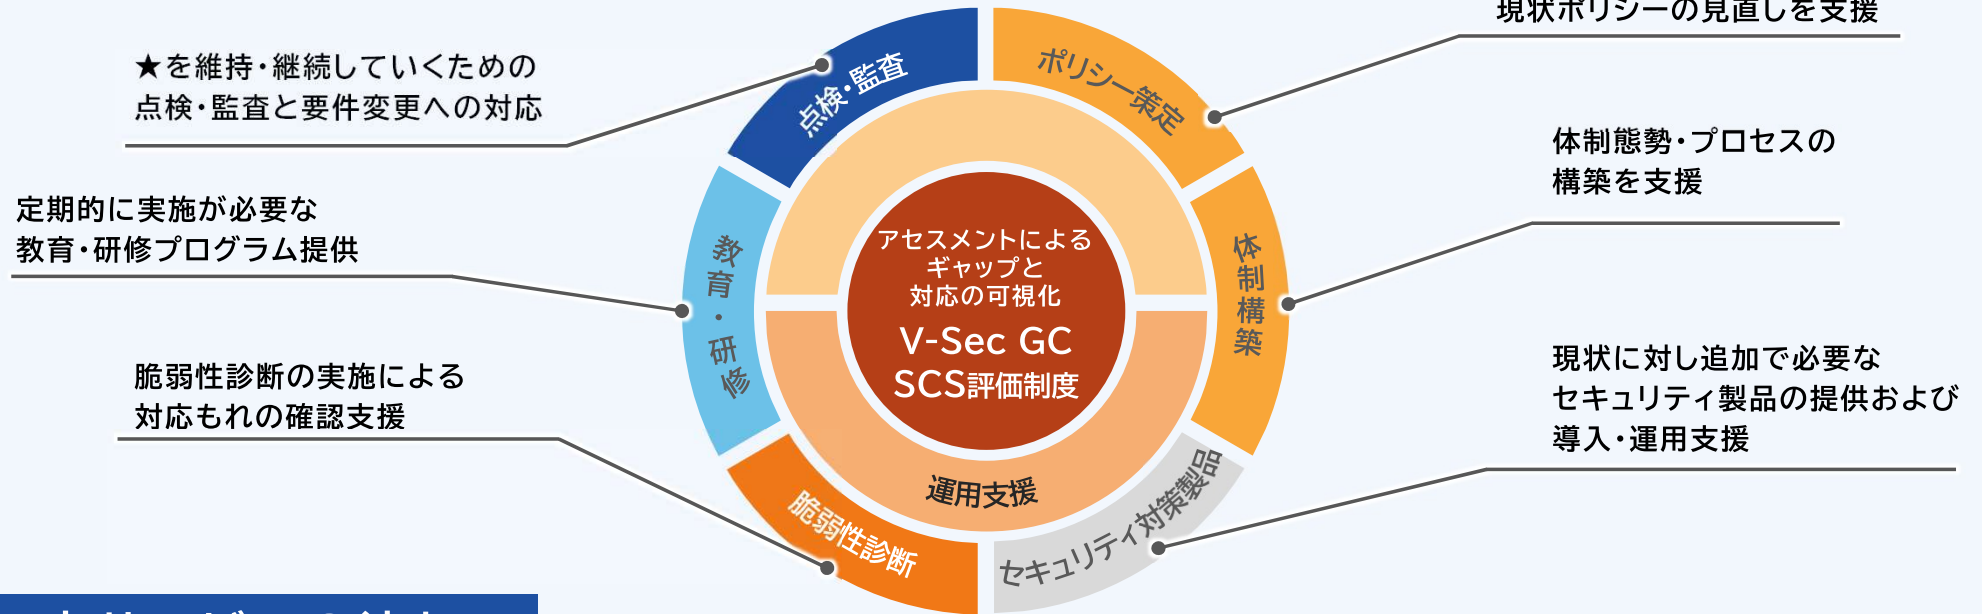 現状ポリシーの見直しを支援
★を維持・継続していくための
点検・監査と要件変更への対応
点検・監査
ポリシー策定
体制態勢・プロセスの
構築を支援
定期的に実施が必要な
教育・研修プログラム提供
教育・研修
アセスメントによる
ギャップと
対応の可視化
V-Sec GC
SCS評価制度
体制構築
脆弱性診断の実施による
対応もれの確認支援
現状に対し追加で必要な
セキュリティ製品の提供および
導入・運用支援
運用支援
脆弱性診断
セキュリティ対策製品